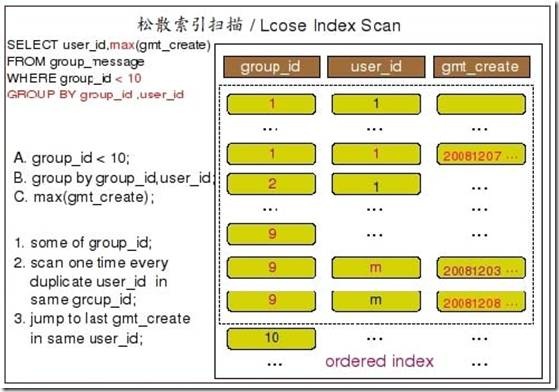 松散索引扫描 / Lcose Index Scan
SELECT user_id,max(gmt_create)
FROM group_message
WHERE group_id < 10
GROUP BY group_id ,user_id
A. group_id < 10;
B. group by group_id,user_id;
C. max(gmt_create);
1. some of group_id;
2. scan one time every
duplicate user_id in
same grcup_id;
3. jump to last gmt_create
in same user_id;
group_id user_id gmt_create
1 1
... ... ...
1 1 20081207 ...
2 1 ...
... ... ...
9
9 m 20081203 ...
9 m 20081208 ...
10 ... ...
... ordered index ...